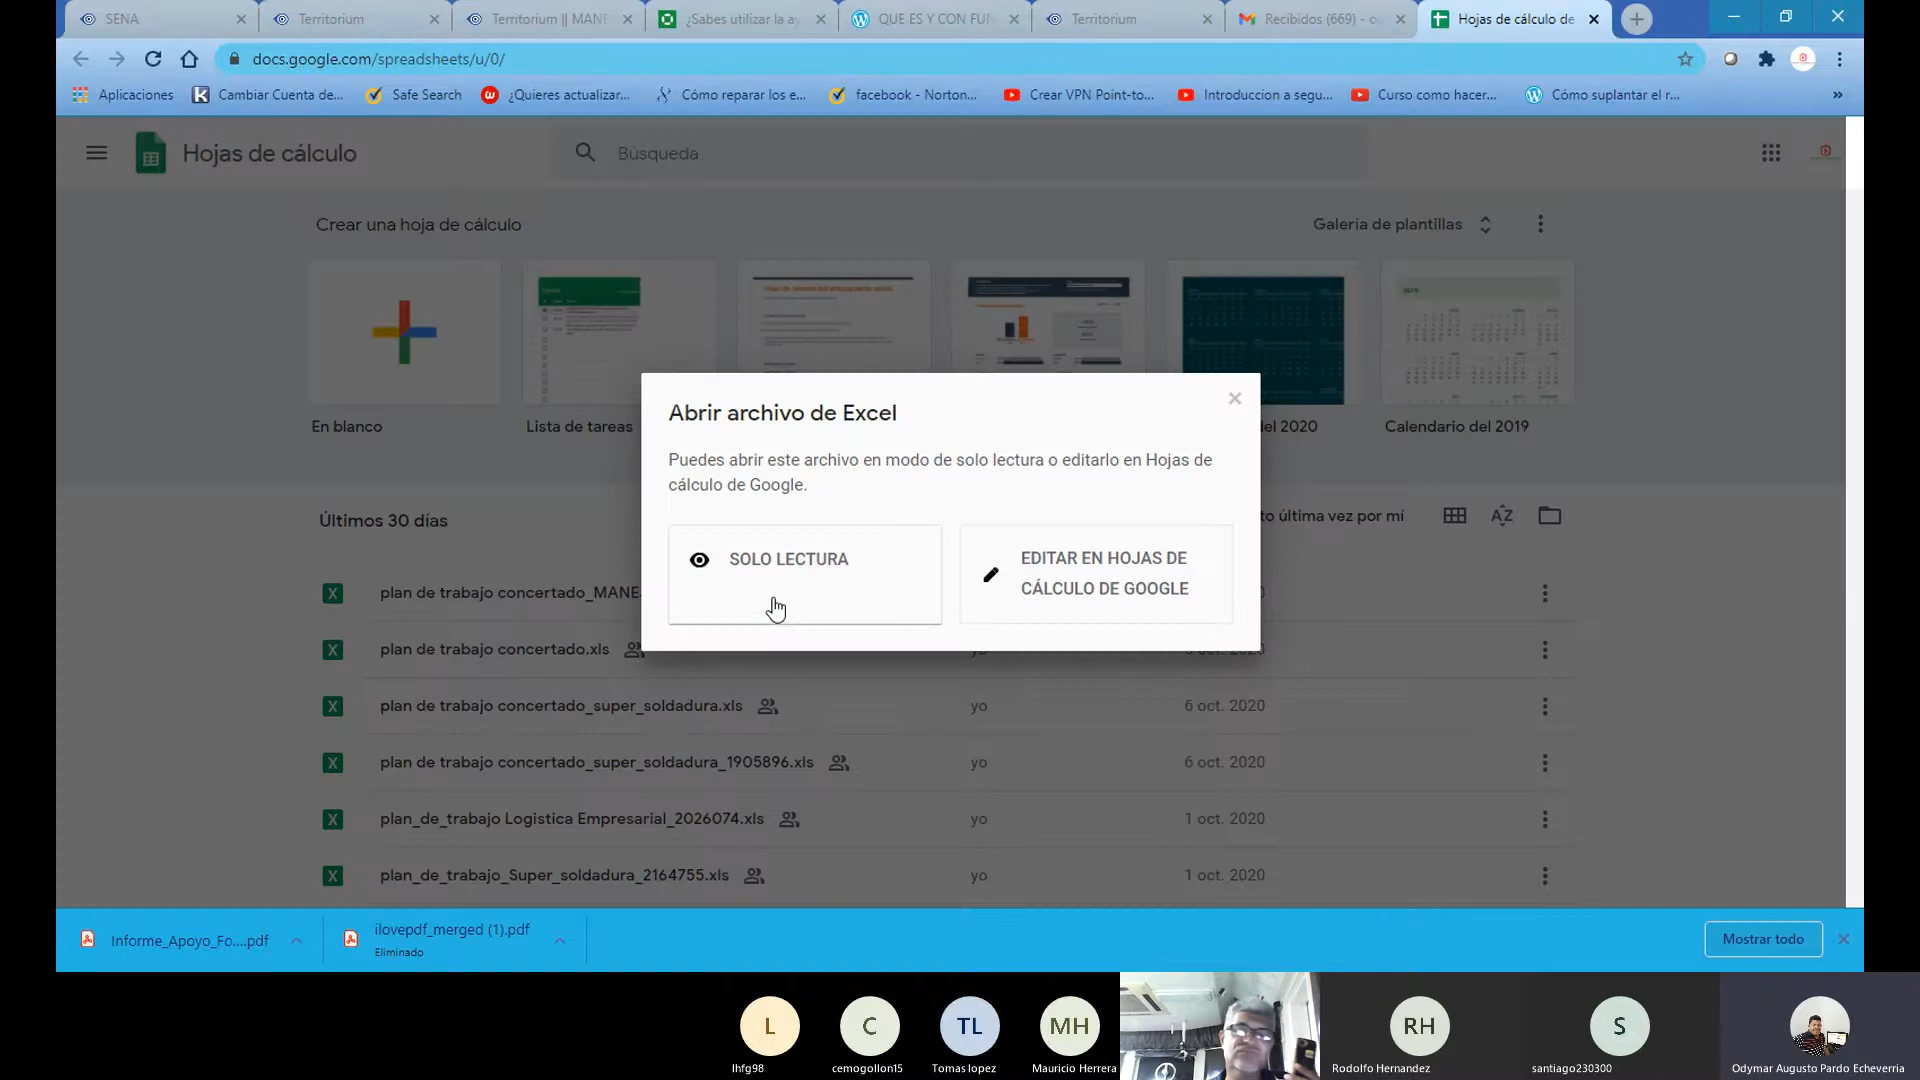 SENA
Territorium
Territorium || MAN
¿Sabes utilizar la a
QUE ES Y CON FUN
Territorium
Recibidos (669) - o
Hojas de cálculo de
docs.google.com/spreadsheets/u/0/
Aplicaciones
Cambiar Cuenta de...
Safe Search
¿Quieres actualizar...
Cómo reparar los e...
facebook - Norton...
Crear VPN Point-to...
Introduccion a segu...
Curso como hacer...
Cómo suplantar el r...
Hojas de cálculo
Búsqueda
Crear una hoja de cálculo
Galería de plantillas
2019
En blanco
Lista de tareas
el 2020
Calendario del 2019
Abrir archivo de Excel
Puedes abrir este archivo en modo de solo lectura o editarlo en Hojas de
cálculo de Google.
SOLO LECTURA
EDITAR EN HOJAS DE
CÁLCULO DE GOOGLE
Últimos 30 días
to última vez por mí
plan de trabajo concertado_MANE
plan de trabajo concertado.xls
plan de trabajo concertado_super_soldadura.xls
yo
6 oct. 2020
plan de trabajo concertado_super_soldadura_1905896.xls
yo
6 oct. 2020
plan_de_trabajo Logistica Empresarial_2026074.xls
yo
1 oct. 2020
plan_de_trabajo_Super_soldadura_2164755.xls
yo
1 oct. 2020
Informe_Apoyo_Fo....pdf
ilovepdf_merged (1).pdf
Eliminado
Mostrar todo
L
C
TL
MH
RH
S
lhfg98
cemogollon15
Tomas lopez
Mauricio Herrera
Rodolfo Hernandez
santiago230300
Odymar Augusto Pardo Echeverria